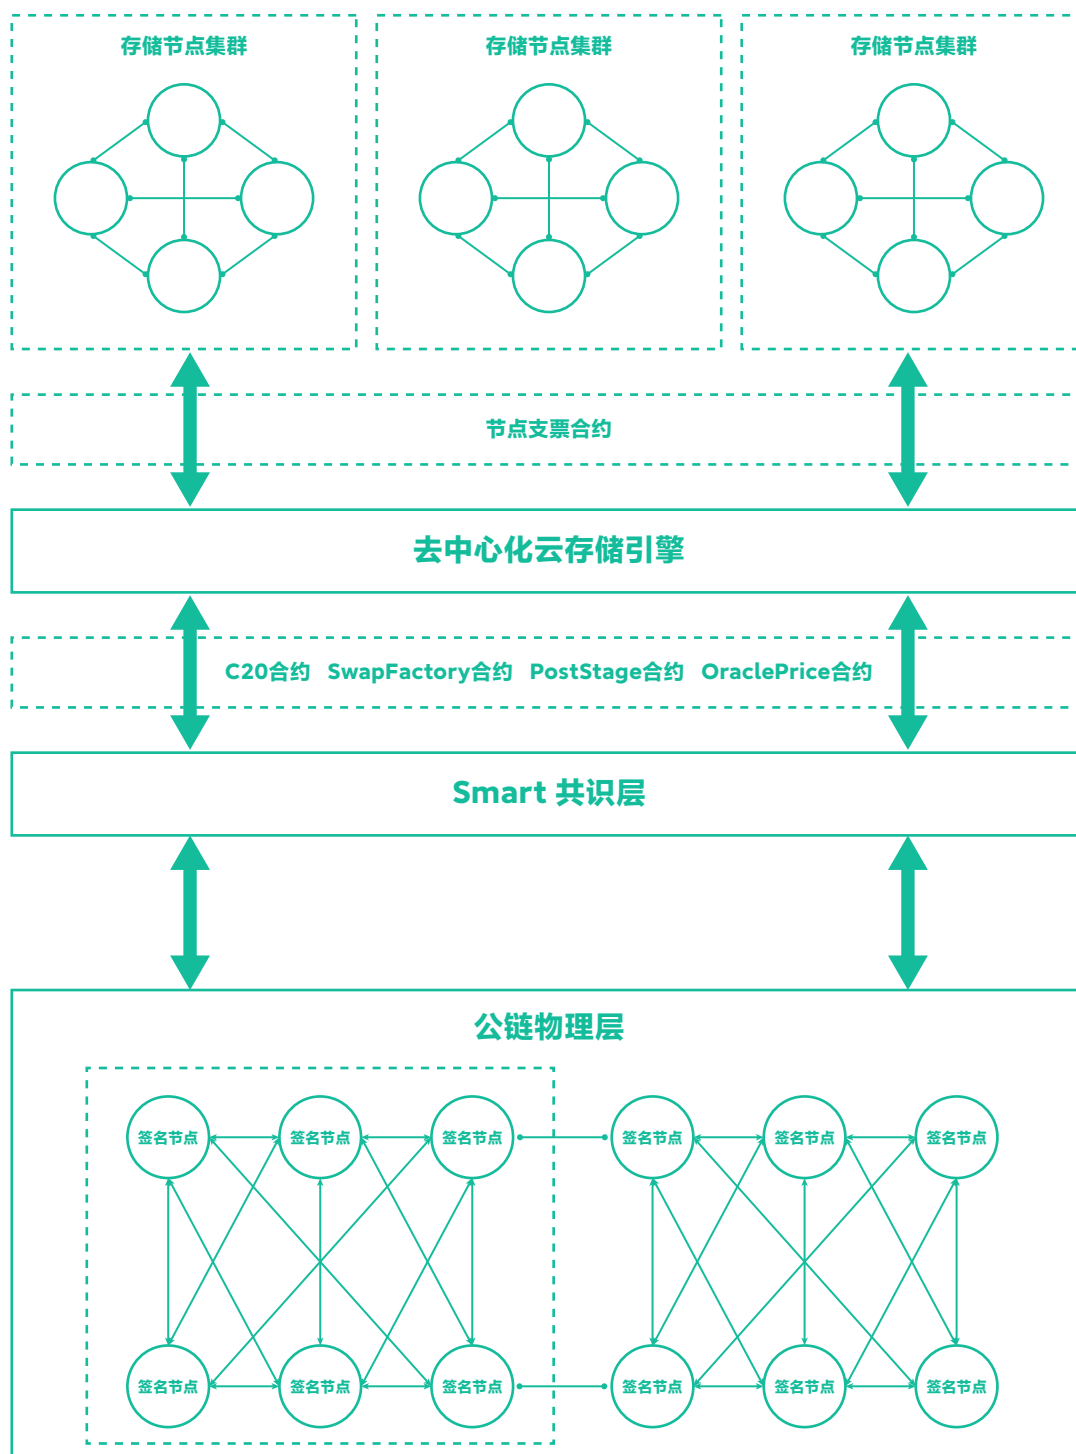 存储节点集群 存储节点集群 存储节点集群
节点支票合约
去中心化云存储引擎
C20合约 SwapFactory合约 PostStage合约 OraclePrice合约
Smart 共识层
公链物理层
签名节点 签名节点 签名节点 签名节点 签名节点 签名节点
签名节点 签名节点 签名节点 签名节点 签名节点 签名节点